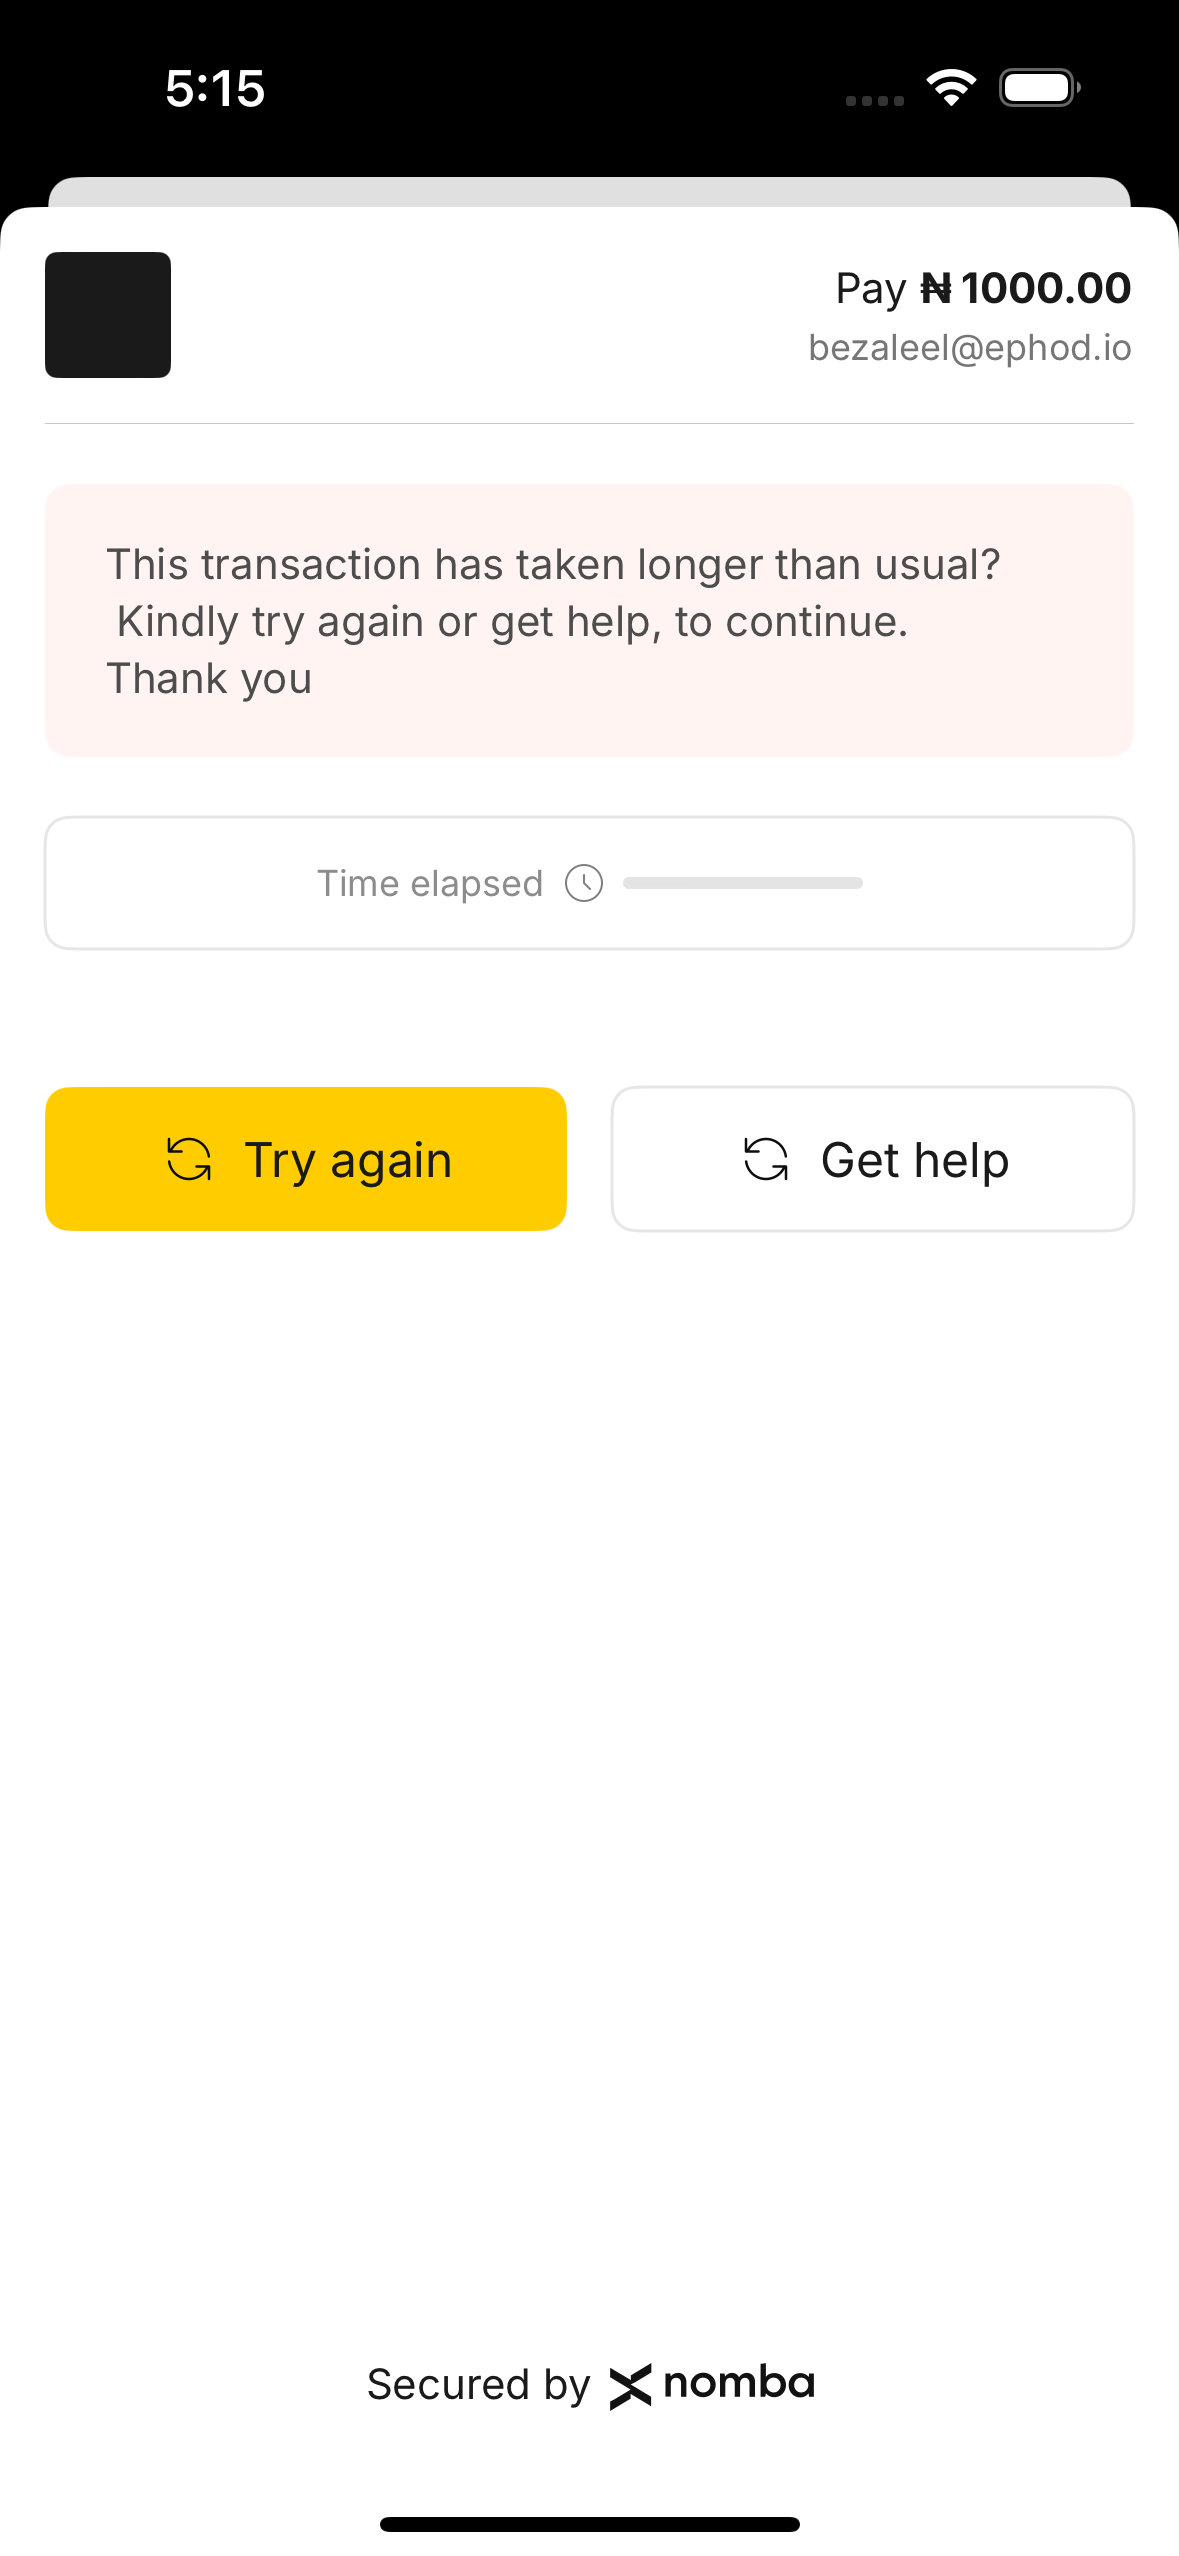 5:15
Pay ₦ 1000.00
bezaleel@ephod.io
This transaction has taken longer than usual?
Kindly try again or get help, to continue.
Thank you
Time elapsed
Try again
Get help
Secured by nomba